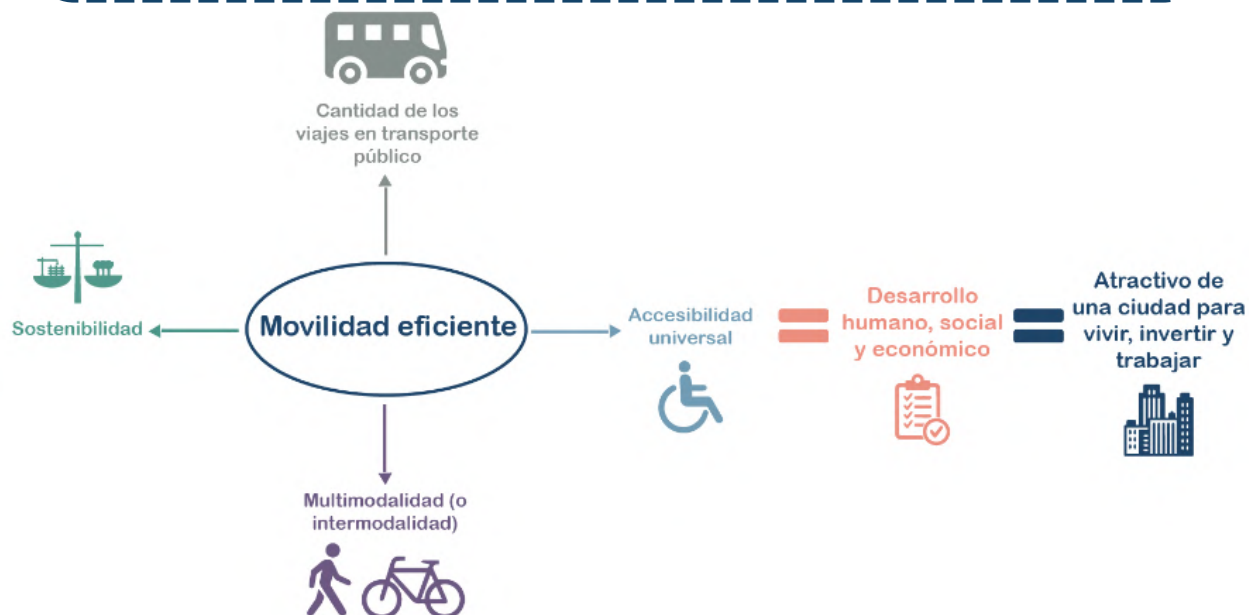 Cantidad de los
viajes en transporte
público
Sostenibilidad
Movilidad eficiente
Accesibilidad
universal
Desarrollo
humano, social
y económico
Atractivo de
una ciudad para
vivir, invertir y
trabajar
Multimodalidad (o
intermodalidad)